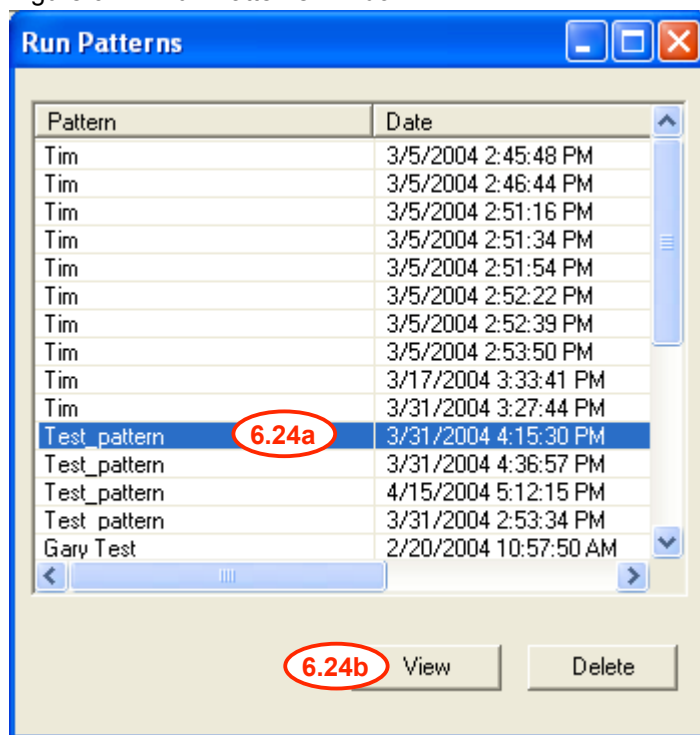 Run Patterns
Pattern Date
Tim 3/5/2004 2:45:48 PM
Tim 3/5/2004 2:46:44 PM
Tim 3/5/2004 2:51:16 PM
Tim 3/5/2004 2:51:34 PM
Tim 3/5/2004 2:51:54 PM
Tim 3/5/2004 2:52:22 PM
Tim 3/5/2004 2:52:39 PM
Tim 3/5/2004 2:53:50 PM
Tim 3/17/2004 3:33:41 PM
Tim 3/31/2004 3:27:44 PM
Test_pattern 6.24a 3/31/2004 4:15:30 PM
Test_pattern 3/31/2004 4:36:57 PM
Test_pattern 4/15/2004 5:12:15 PM
Test_pattern 3/31/2004 2:53:34 PM
Gary Test 2/20/2004 10:57:50 AM
6.24b View Delete